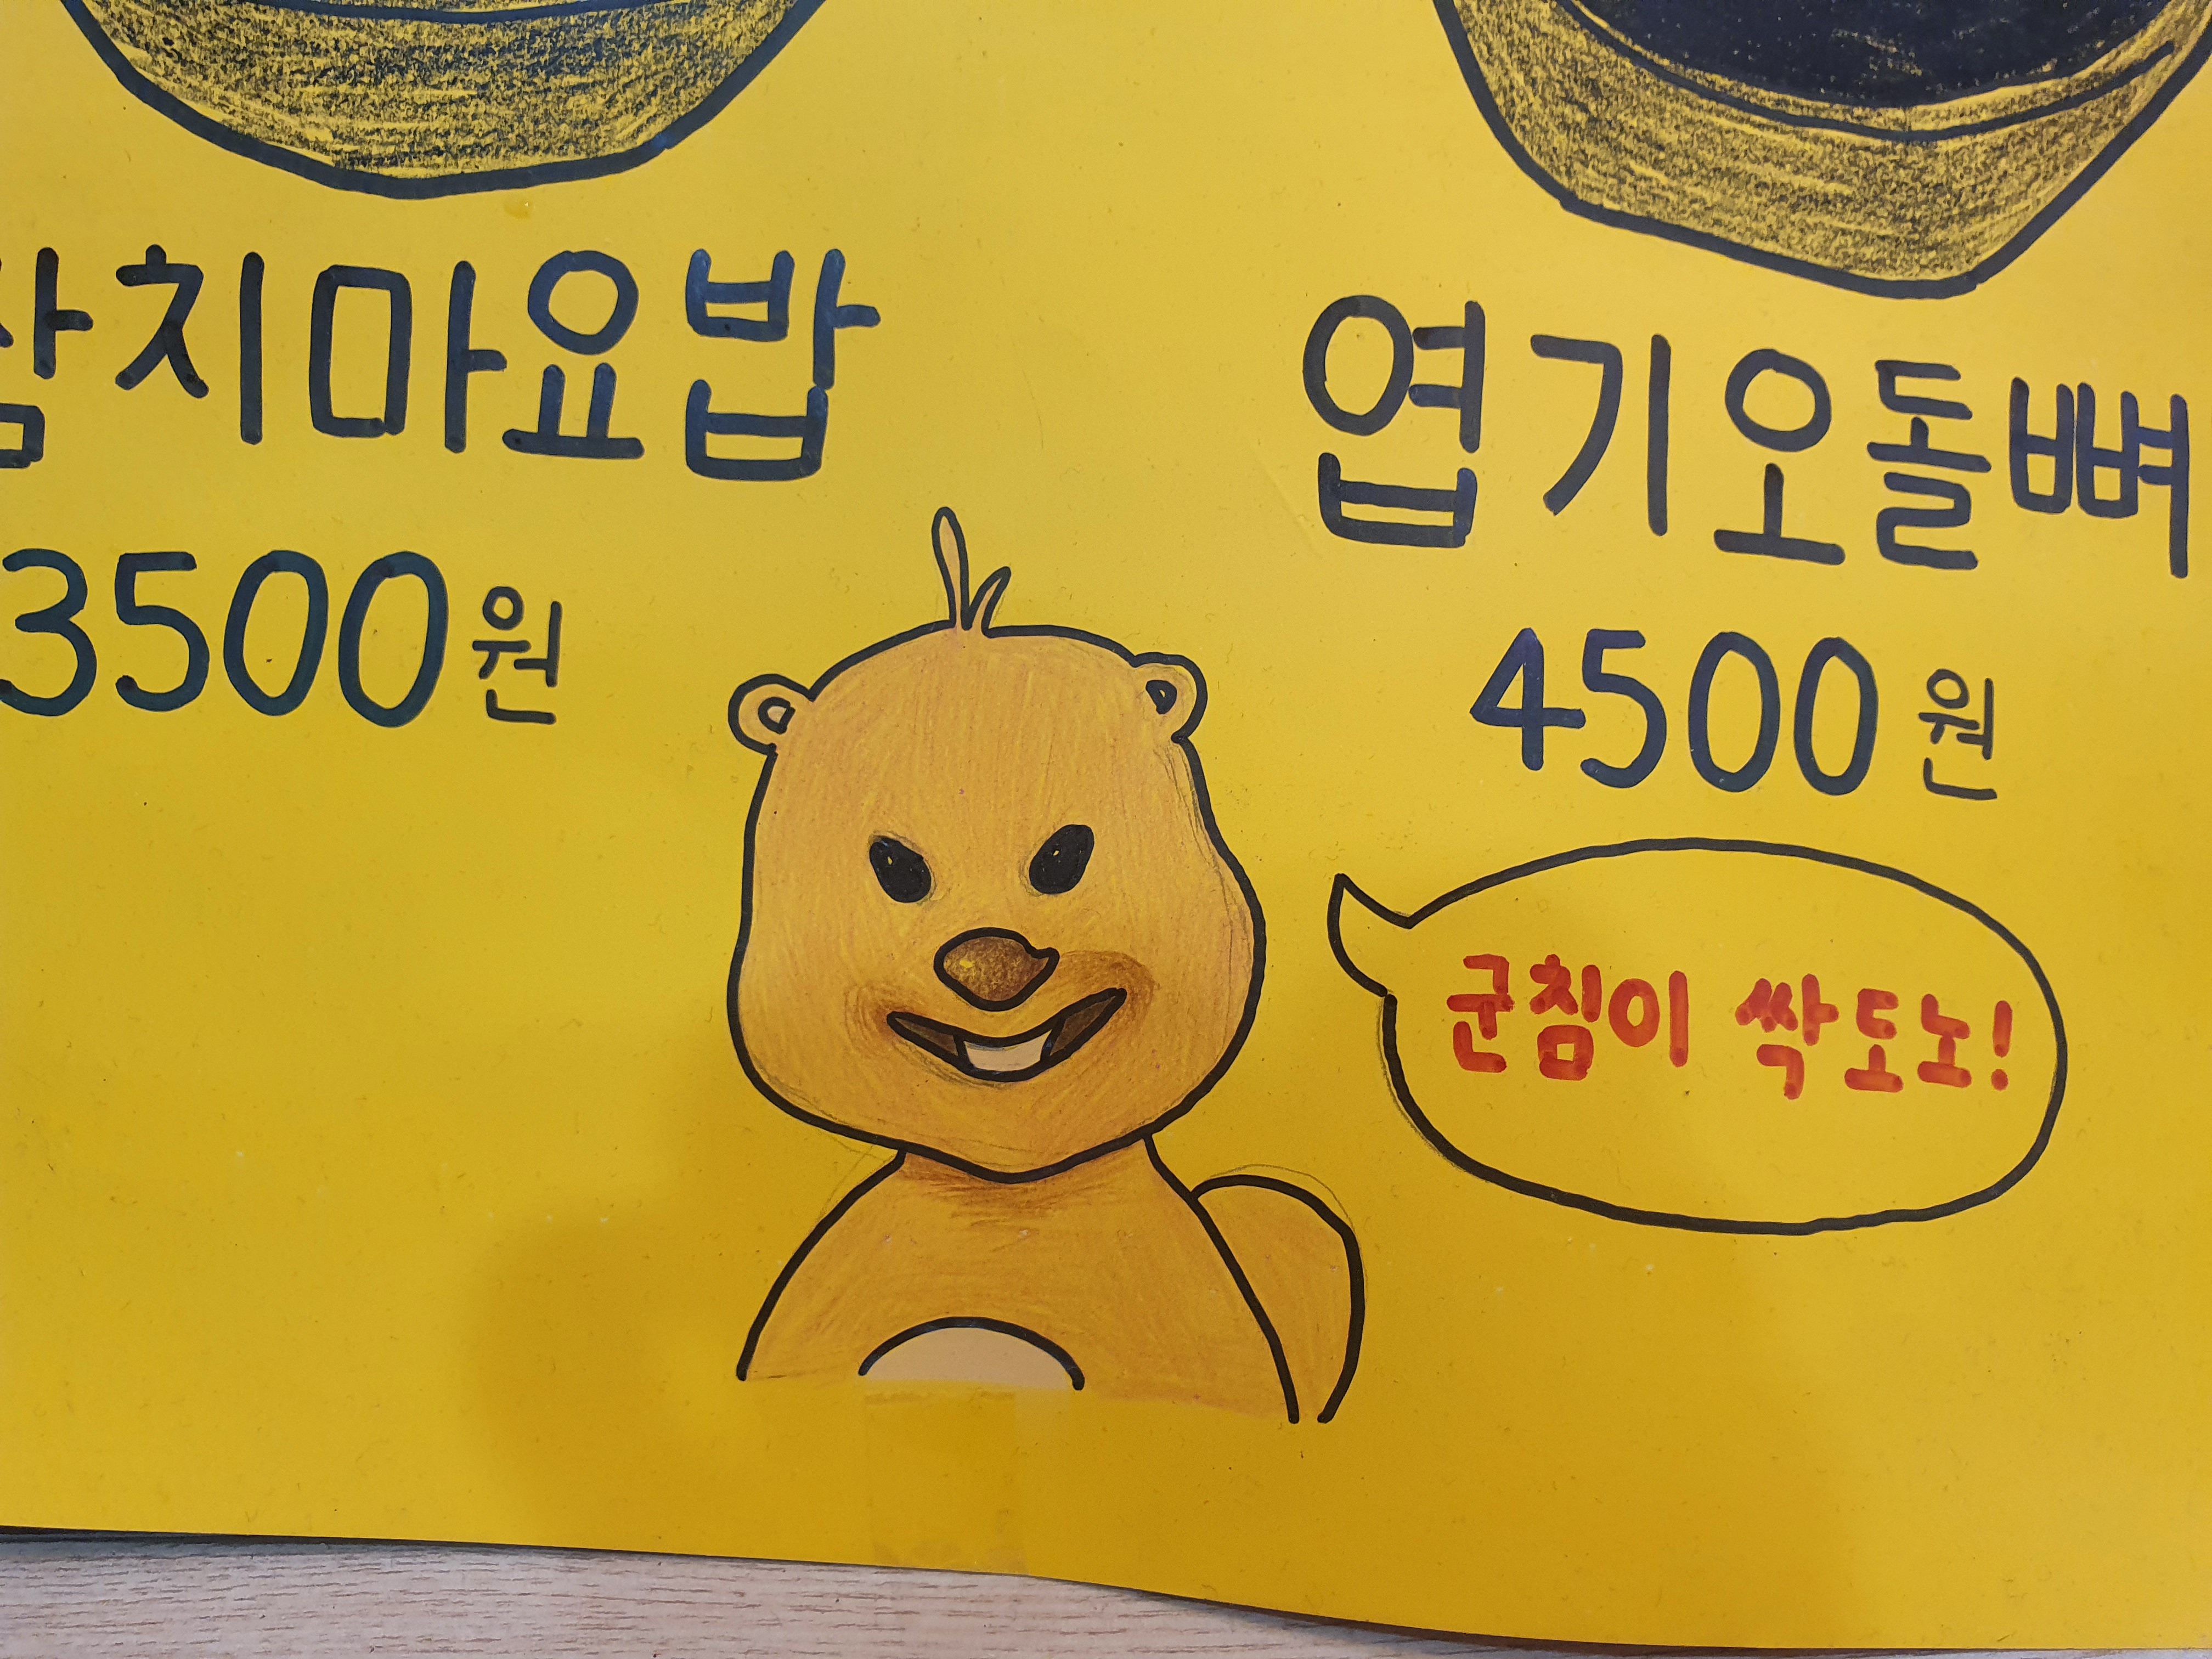 참치마요밥
3500원
엽기오돌뼈
4500원
군침이 싹도노!